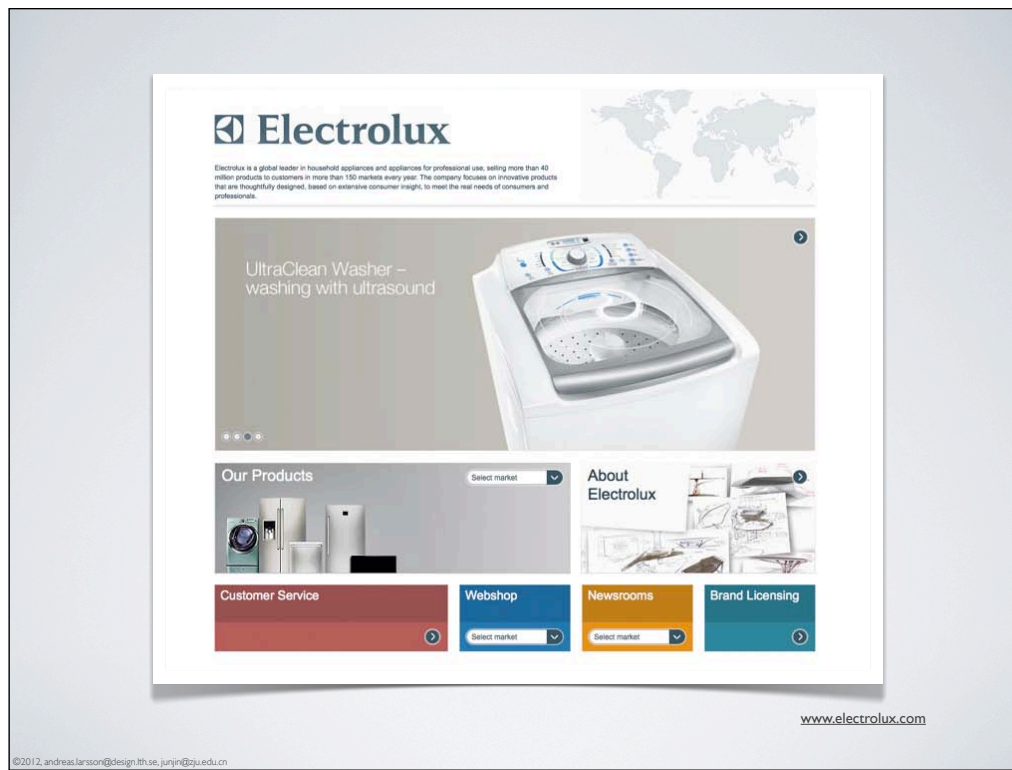 Electrolux
Electrolux is a global leader in household appliances and appliances for professional use, selling more than 40
million products to customers in more than 150 markets every year. The company focuses on innovative products
that are thoughtfully designed, based on extensive consumer insight, to meet the real needs of consumers and
professionals.
UltraClean Washer –
washing with ultrasound
Our Products
Select market
About
Electrolux
Customer Service
Webshop
Select market
Newsrooms
Select market
Brand Licensing
www.electrolux.com
©2012, andreas.larsson@design.lth.se, junjin@zju.edu.cn